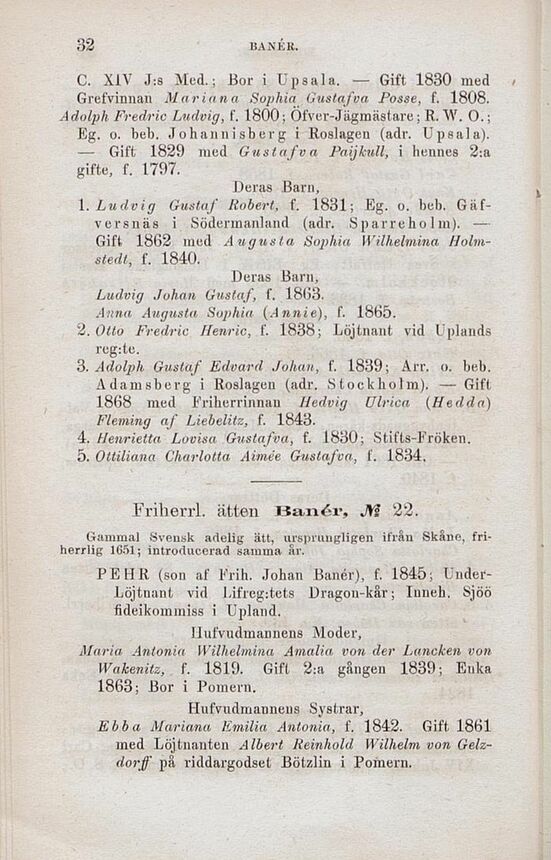 32 BANÉR.
C. XIV J:s Med.; Bor i Upsala. — Gift 1830 med
Grefvinnan Mariana Sophia Gustafva Posse, f. 1808.
Adolph Fredric Ludvig, f. 1800; Öfver-Jägmästare; R. W. O.;
Eg. o. beb. Johannisberg i Roslagen (adr. Upsala).
— Gift 1829 med Gustafva Paijkull, i hennes 2:a
gifte, f. 1797.
Deras Barn,
1. Ludvig Gustaf Robert, f. 1831; Eg. o. beb. Gäf-
versnäs i Södermanland (adr. Sparreholm). —
Gift 1862 med Augusta Sophia Wilhelmina Holm-
stedt, f. 1840.
Deras Barn,
Ludvig Johan Gustaf, f. 1863.
Anna Augusta Sophia (Annie), f. 1865.
2. Otto Fredric Henric, f. 1838; Löjtnant vid Uplands
reg:te.
3. Adolph Gustaf Edvard Johan, f. 1839; Arr. o. beb.
Adamsberg i Roslagen (adr. Stockholm). — Gift
1868 med Friherrinnan Hedvig Ulrica (Hedda)
Fleming af Liebelitz, f. 1843.
4. Henrietta Lovisa Gustafva, f. 1830; Stifts-Fröken.
5. Ottiliana Charlotta Aimée Gustafva, f. 1834.
Friherrl. ätten Banér, № 22.
Gammal Svensk adelig ätt, ursprungligen ifrån Skåne, fri-
herrlig 1651; introducerad samma år.
PEHR (son af Frih. Johan Banér), f. 1845; Under-
Löjtnant vid Lifreg:tets Dragon-kår; Inneh. Sjöö
fideikommiss i Upland.
Hufvudmannens Moder,
Maria Antonia Wilhelmina Amalia von der Lancken von
Wakenitz, f. 1819. Gift 2:a gången 1839; Enka
1863; Bor i Pomern.
Hufvudmannens Systrar,
Ebba Mariana Emilia Antonia, f. 1842. Gift 1861
med Löjtnanten Albert Reinhold Wilhelm von Gelz-
dorff på riddargodset Bötzlin i Pomern.